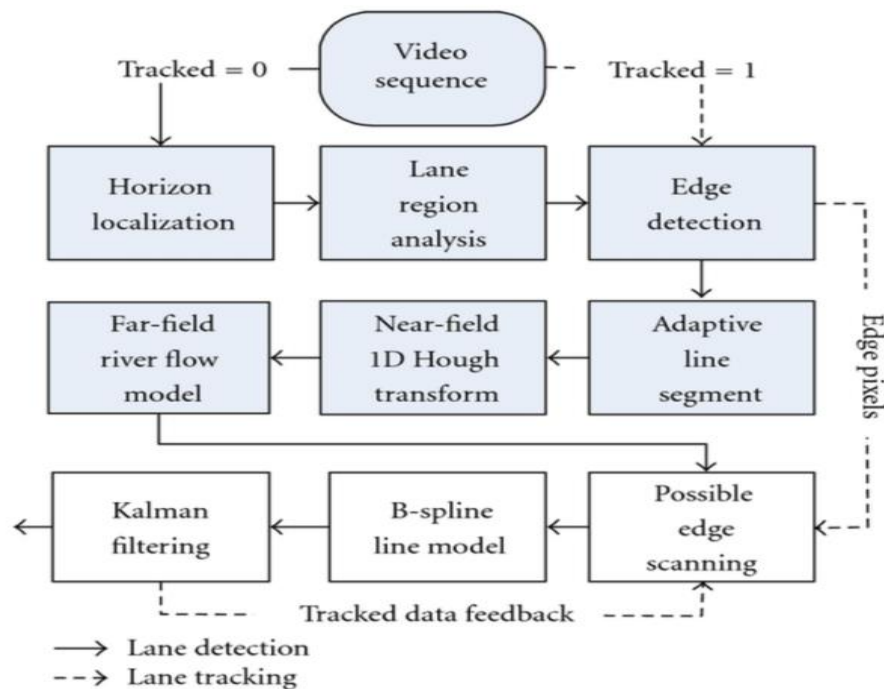 Video
sequence
Tracked = 0
Tracked = 1
Horizon
localization
Lane
region
analysis
Edge
detection
Far-field
river flow
model
Near-field
1D Hough
transform
Adaptive
line
segment
Edge pixels
Kalman
filtering
B-spline
line model
Possible
edge
scanning
Tracked data feedback
Lane detection
Lane tracking